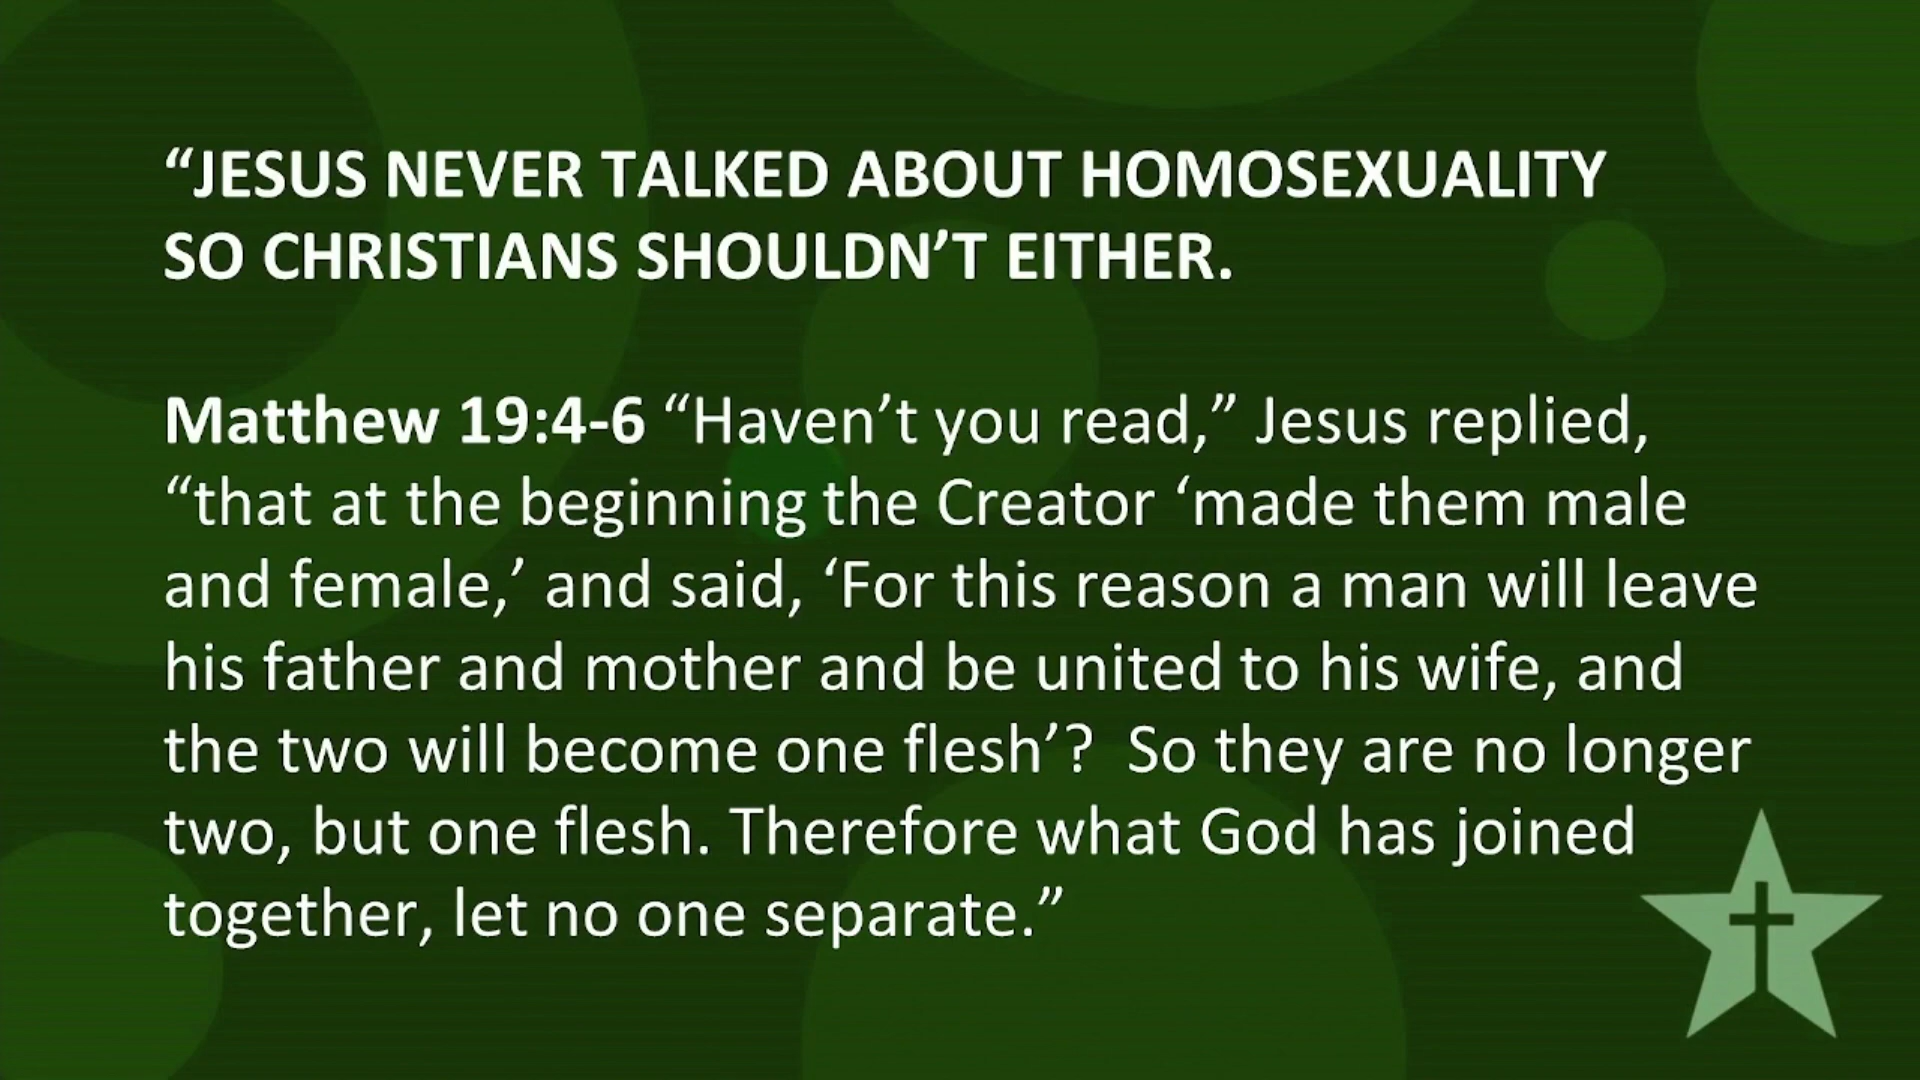 “JESUS NEVER TALKED ABOUT HOMOSEXUALITY
SO CHRISTIANS SHOULDN’T EITHER.
Matthew 19:4-6 “Haven’t you read,” Jesus replied,
“that at the beginning the Creator ‘made them male
and female,’ and said, ‘For this reason a man will leave
his father and mother and be united to his wife, and
the two will become one flesh’?  So they are no longer
two, but one flesh. Therefore what God has joined
together, let no one separate.”